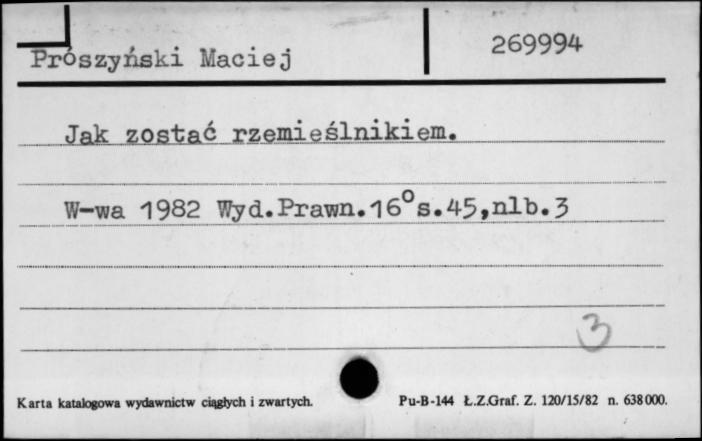 Prószyński Maciej 269994
Jak zostać rzemieślnikiem.
W-wa 1982 Wyd.Prawn.16°s.45,nlb.3
3
Karta katalogowa wydawnictw ciągłych i zwartych. Pu-B-144 Ł.Z.Graf. Z. 120/15/82 n. 638000.